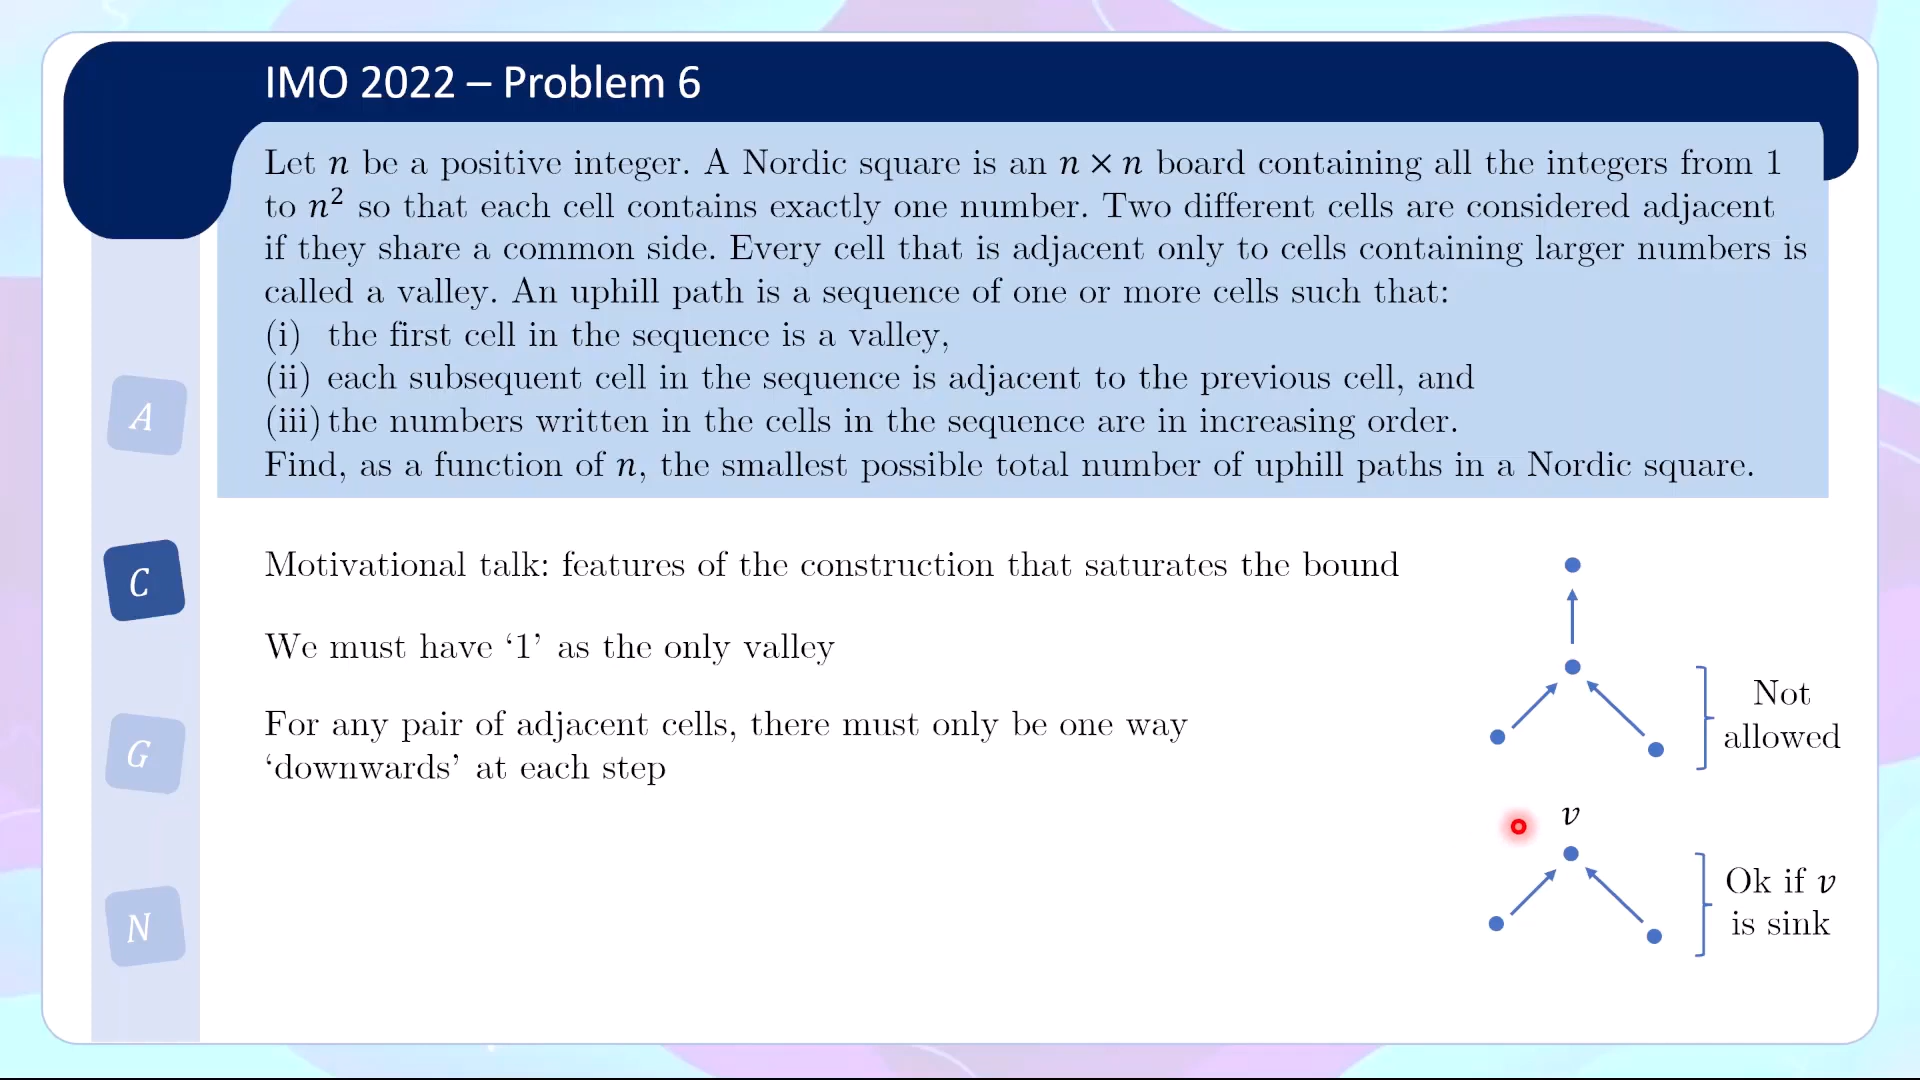 IMO 2022 – Problem 6
Let n be a positive integer. A Nordic square is an n × n board containing all the integers from 1
to n² so that each cell contains exactly one number. Two different cells are considered adjacent
if they share a common side. Every cell that is adjacent only to cells containing larger numbers is
called a valley. An uphill path is a sequence of one or more cells such that:
(i) the first cell in the sequence is a valley,
(ii) each subsequent cell in the sequence is adjacent to the previous cell, and
(iii) the numbers written in the cells in the sequence are in increasing order.
Find, as a function of n, the smallest possible total number of uphill paths in a Nordic square.
A
C
G
N
Motivational talk: features of the construction that saturates the bound
We must have ‘1’ as the only valley
For any pair of adjacent cells, there must only be one way
‘downwards’ at each step
Not
allowed
v
Ok if v
is sink